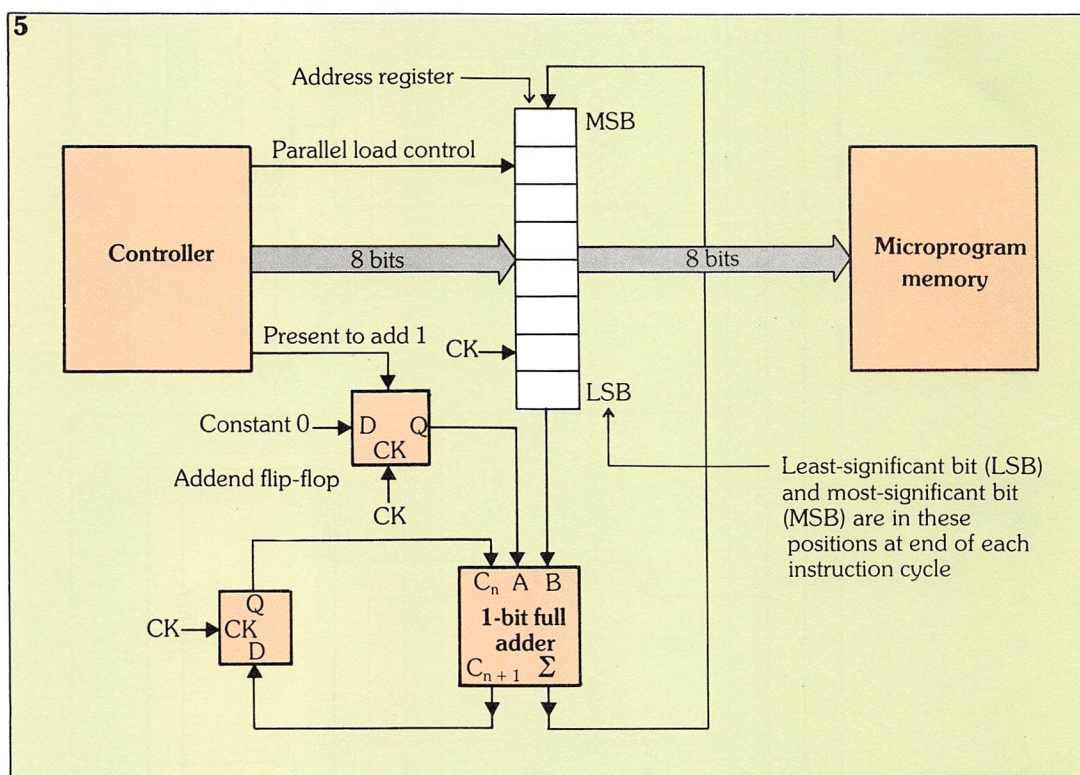 5
Address register
MSB
Parallel load control
Controller
8 bits
8 bits
Microprogram
memory
Present to add 1
CK
LSB
Constant 0
D Q
CK
Addend flip-flop
CK
Least-significant bit (LSB)
and most-significant bit
(MSB) are in these
positions at end of each
instruction cycle
Q
CK
CK
D
Cn A B
1-bit full
adder
Cn + 1 Σ